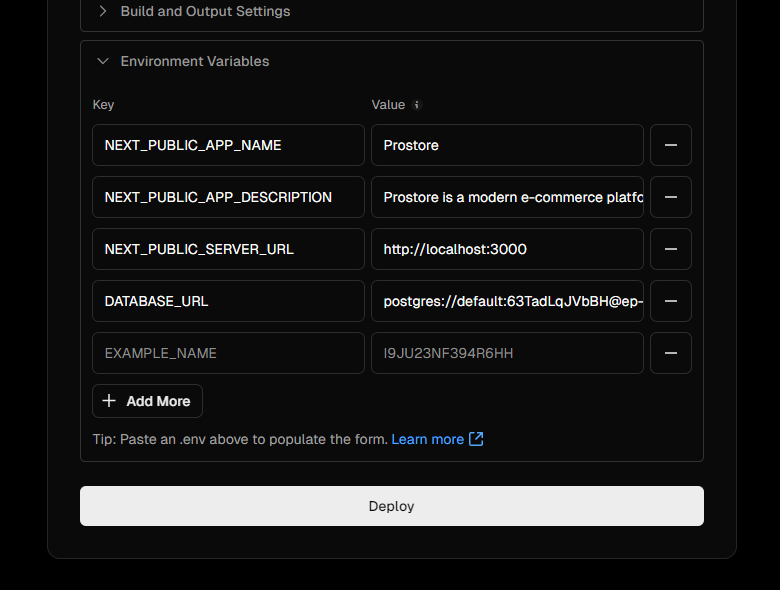 Build and Output Settings
Environment Variables
Key Value
NEXT_PUBLIC_APP_NAME Prostore
NEXT_PUBLIC_APP_DESCRIPTION Prostore is a modern e-commerce platfo
NEXT_PUBLIC_SERVER_URL http://localhost:3000
DATABASE_URL postgres://default:63TadLqJVbBH@ep-
EXAMPLE_NAME I9JU23NF394R6HH
Add More
Tip: Paste an .env above to populate the form. Learn more
Deploy